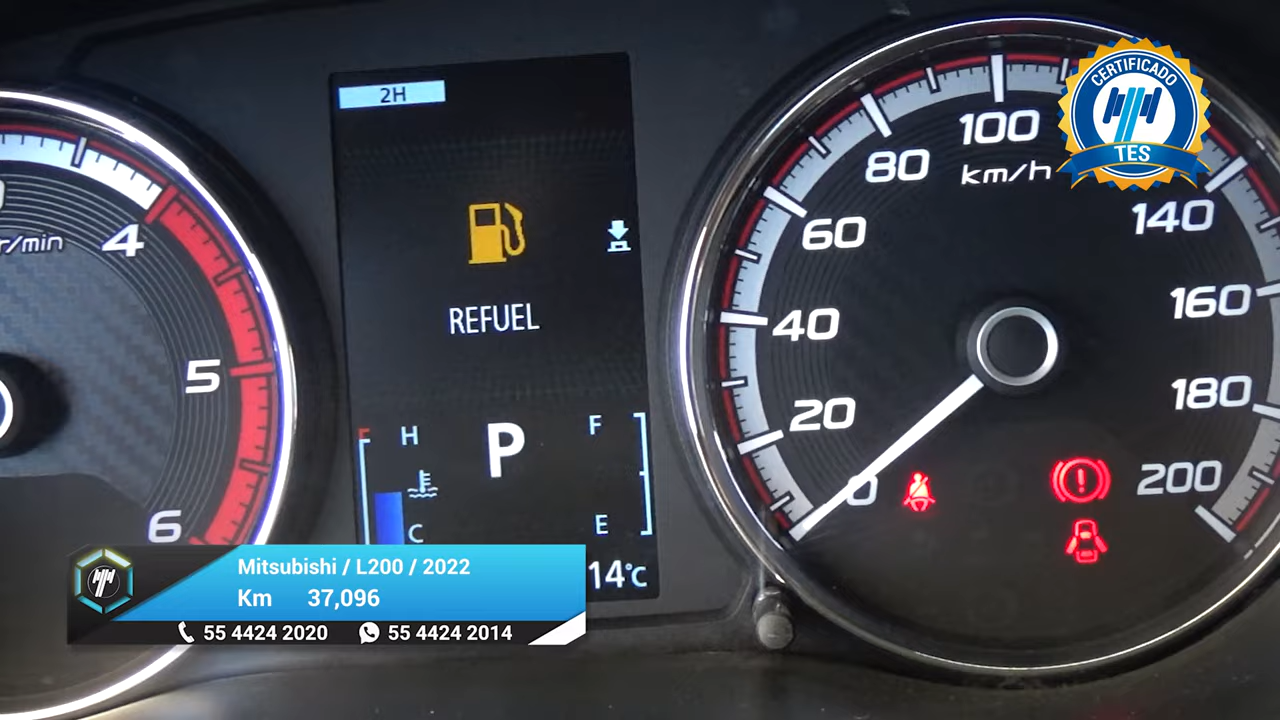 2H
REFUEL
H
C
P
F
E
14°C
r/min
4
5
6
0
20
40
60
80
100
140
160
180
200
km/h
CERTIFICADO
TES
Mitsubishi / L200 / 2022
Km 37,096
55 4424 2020 55 4424 2014